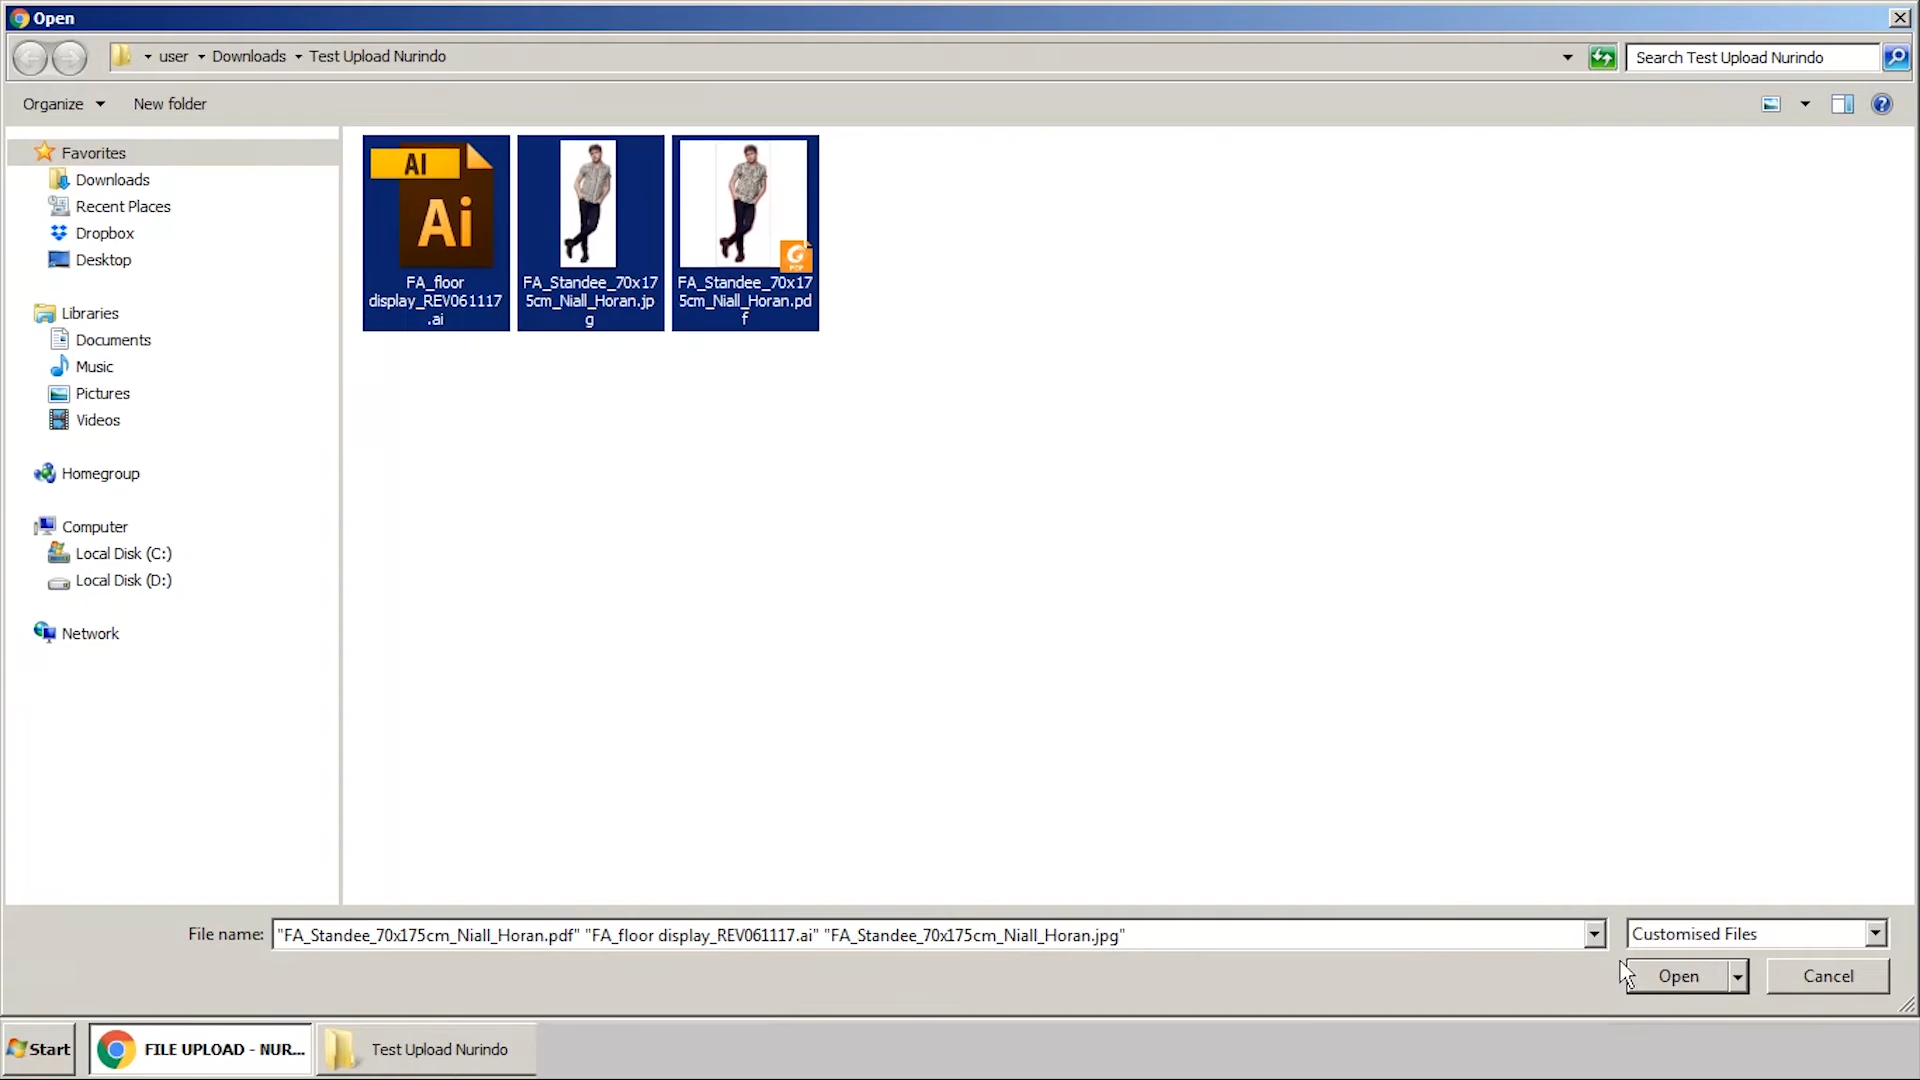 Open
user Downloads Test Upload Nurindo
Search Test Upload Nurindo
Organize New folder
Favorites
Downloads
Recent Places
Dropbox
Desktop
Libraries
Documents
Music
Pictures
Videos
Homegroup
Computer
Local Disk (C:)
Local Disk (D:)
Network
AI
Ai
FA_floor
display_REV061117
.ai
FA_Standee_70x17
5cm_Niall_Horan.jp
g
PDF
FA_Standee_70x17
5cm_Niall_Horan.pd
f
File name: "FA_Standee_70x175cm_Niall_Horan.pdf" "FA_floor display_REV061117.ai" "FA_Standee_70x175cm_Niall_Horan.jpg"
Customised Files
Open Cancel
Start
FILE UPLOAD - NUR...
Test Upload Nurindo